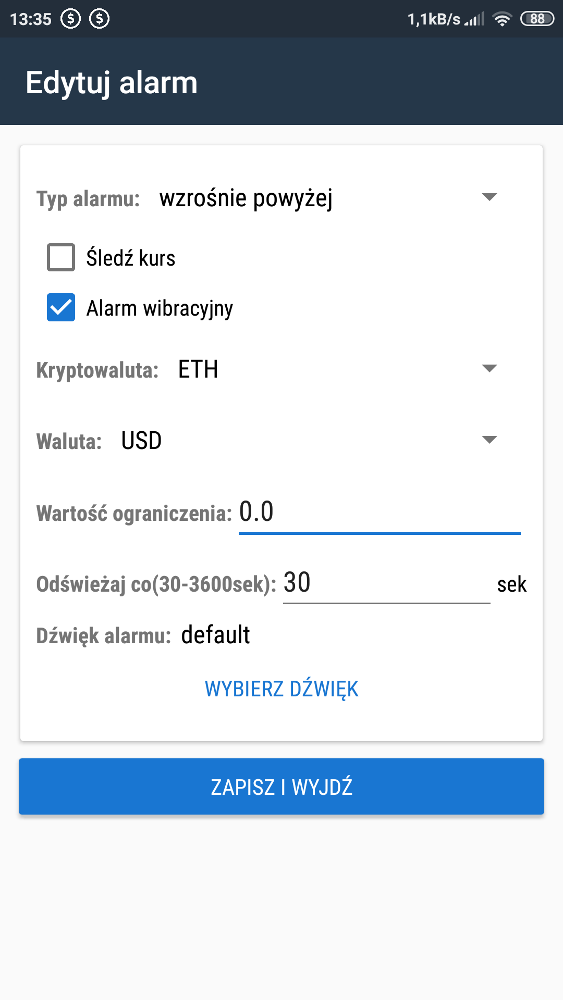 13:35 $ $ 1,1kB/s 88
Edytuj alarm
Typ alarmu: wzrośnie powyżej
Śledź kurs
Alarm wibracyjny
Kryptowaluta: ETH
Waluta: USD
Wartość ograniczenia: 0.0
Odświeżaj co(30-3600sek): 30 sek
Dźwięk alarmu: default
WYBIERZ DŹWIĘK
ZAPISZ I WYJDŹ